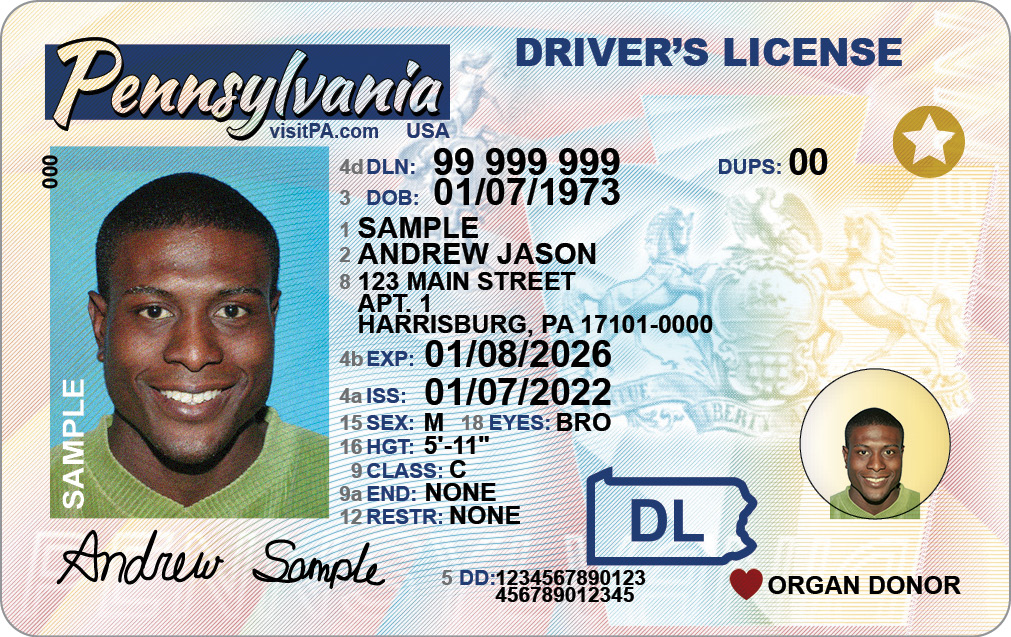 Pennsylvania
visitPA.com USA
DRIVER'S LICENSE
000
4d DLN: 99 999 999
DUPS: 00
3 DOB: 01/07/1973
1 SAMPLE
2 ANDREW JASON
8 123 MAIN STREET
APT. 1
HARRISBURG, PA 17101-0000
4b EXP: 01/08/2026
4a ISS: 01/07/2022
15 SEX: M 18 EYES: BRO
16 HGT: 5'-11"
9 CLASS: C
9a END: NONE
12 RESTR: NONE
SAMPLE
Andrew Sample
DL
5 DD: 1234567890123
456789012345
ORGAN DONOR
LIBERTY